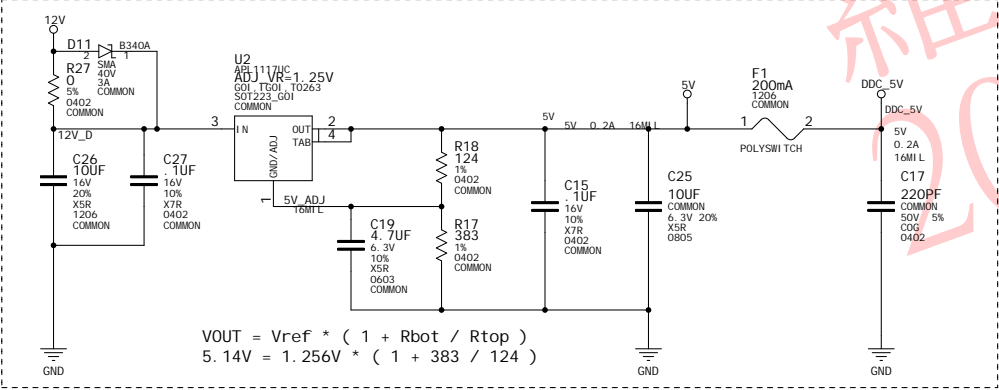 12V
D11
B340A
2
1
SMA
40V
3A
COMMON
R27
0
5%
0402
COMMON
12V_D
C26
10UF
16V
20%
X5R
1206
COMMON
C27
.1UF
16V
10%
X7R
0402
COMMON
GND
U2
APL1117UC
ADJ_VR=1.25V
GOI,TGOI,TO263
SOT223_GOI
COMMON
3
IN
OUT
2
TAB
4
GND/ADJ
1
5V_ADJ
16MIL
R18
124
1%
0402
COMMON
C19
4.7UF
6.3V
10%
X5R
0603
COMMON
R17
383
1%
0402
COMMON
5V
5V 0.2A 16MIL
C15
.1UF
16V
10%
X7R
0402
COMMON
C25
10UF
COMMON
6.3V 20%
X5R
0805
GND
5V
F1
200mA
1206
COMMON
1
2
POLYSWITCH
DDC_5V
DDC_5V
5V
0.2A
16MIL
C17
220PF
COMMON
50V 5%
COG
0402
GND
VOUT = Vref * ( 1 + Rbot / Rtop )
5.14V = 1.256V * ( 1 + 383 / 124 )
20